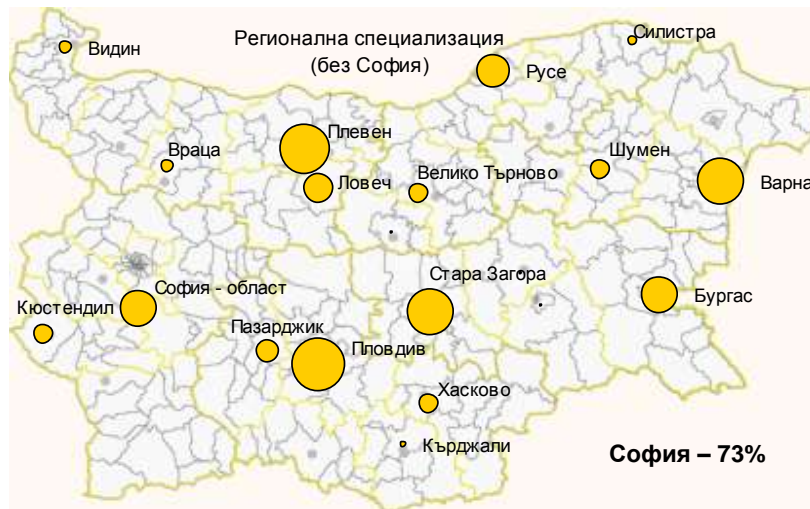 Регионална специализация
(без София)
Видин
Силистра
Русе
Плевен
Враца
Ловеч
Велико Търново
Шумен
Варна
Стара Загора
София - област
Бургас
Кюстендил
Пазарджик
Пловдив
Хасково
Кърджали
София – 73%